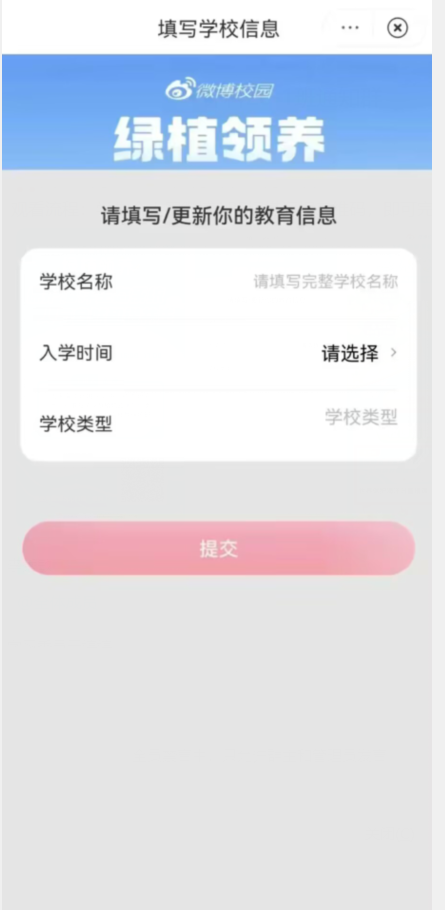 填写学校信息
微博校园
绿植领养
请填写/更新你的教育信息
学校名称 请填写完整学校名称
入学时间 请选择 >
学校类型 学校类型
提交